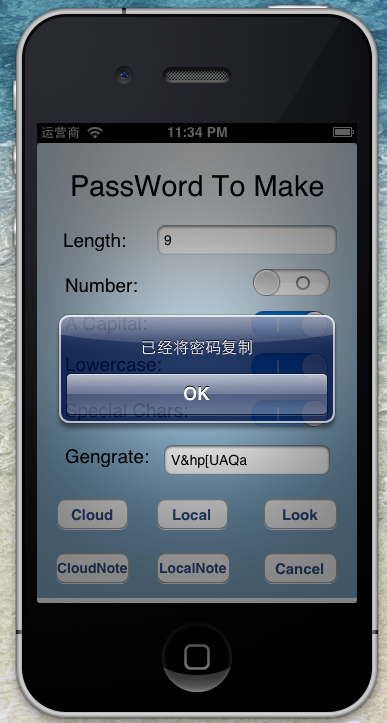 运营商 11:34 PM
PassWord To Make
Length: 9
Number:
A Capital:
已经将密码复制
Lowercase:
OK
Special Chars:
Gengrate: V&hp[UAQa
Cloud Local Look
CloudNote LocalNote Cancel